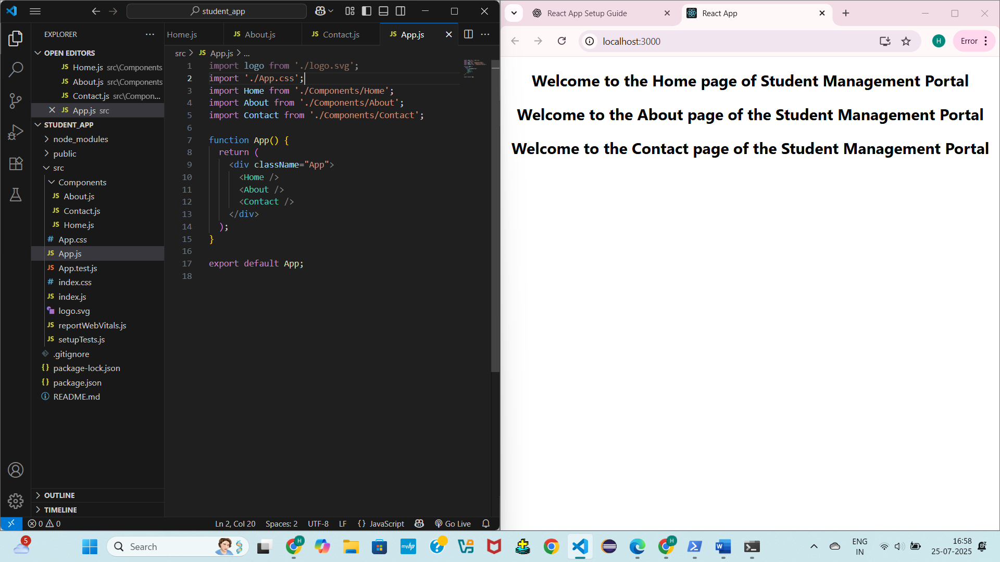 student_app
EXPLORER
OPEN EDITORS
JS Home.js src\Components
JS About.js src\Components
JS Contact.js src\Compon...
JS App.js src
STUDENT_APP
node_modules
public
src
Components
JS About.js
JS Contact.js
JS Home.js
# App.css
JS App.js
JS App.test.js
# index.css
JS index.js
logo.svg
JS reportWebVitals.js
JS setupTests.js
.gitignore
{} package-lock.json
{} package.json
README.md
OUTLINE
TIMELINE
Home.js
JS About.js
JS Contact.js
JS App.js
src > JS App.js > ...
1 import logo from './logo.svg';
2 import './App.css';
3 import Home from './Components/Home';
4 import About from './Components/About';
5 import Contact from './Components/Contact';
6
7 function App() {
8 return (
9 <div className="App">
10 <Home />
11 <About />
12 <Contact />
13 </div>
14 );
15 }
16
17 export default App;
18
0 0
Ln 2, Col 20
Spaces: 2
UTF-8
LF
{} JavaScript
Go Live
React App Setup Guide
React App
localhost:3000
H
Error
Welcome to the Home page of Student Management Portal
Welcome to the About page of the Student Management Portal
Welcome to the Contact page of the Student Management Portal
5
Search
H
myhp
H
W
ENG
IN
16:58
25-07-2025